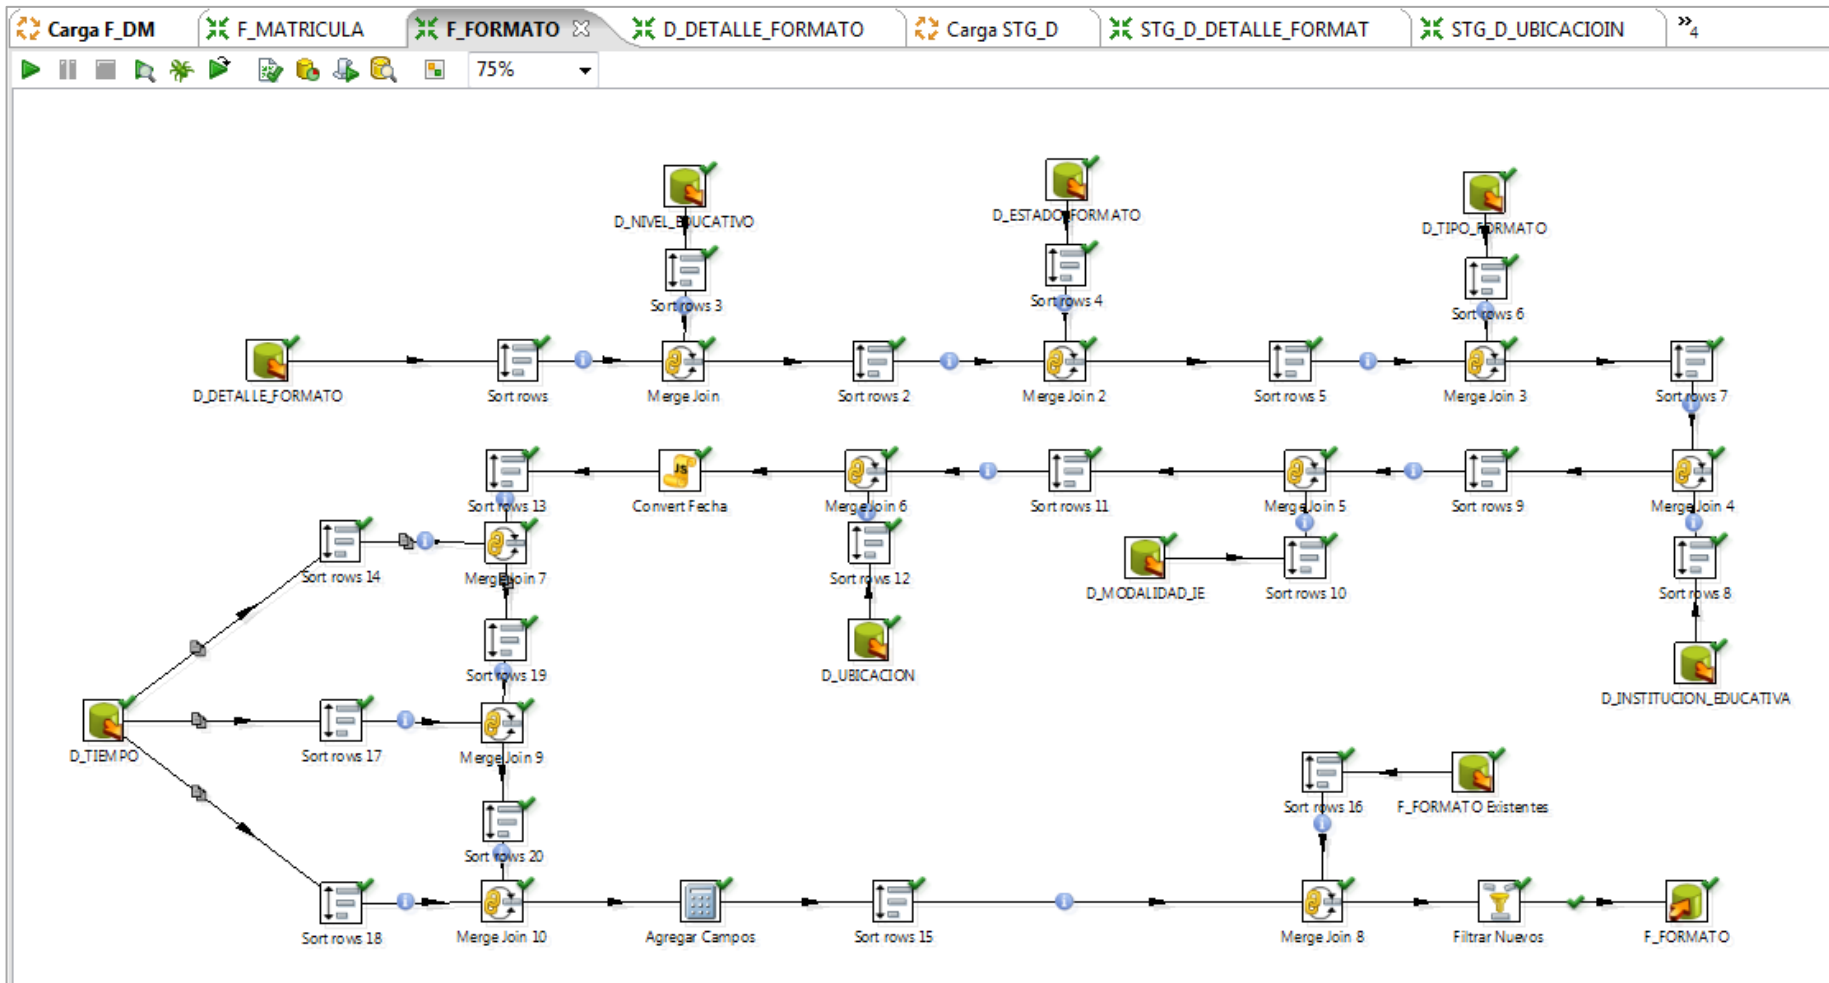 Carga F_DM
F_MATRICULA
F_FORMATO
D_DETALLE_FORMATO
Carga STG_D
STG_D_DETALLE_FORMAT
STG_D_UBICACIOIN
»4
75%
D_NIVEL_EDUCATIVO
D_ESTADO_FORMATO
D_TIPO_FORMATO
Sort rows 3
Sort rows 4
Sort rows 6
D_DETALLE_FORMATO
Sort rows
Merge Join
Sort rows 2
Merge Join 2
Sort rows 5
Merge Join 3
Sort rows 7
JS
Sort rows 13
Convert Fecha
Merge Join 6
Sort rows 11
Merge Join 5
Sort rows 9
Merge Join 4
Sort rows 14
Merge Join 7
Sort rows 12
D_MODALIDAD_IE
Sort rows 10
Sort rows 8
Sort rows 19
D_UBICACION
D_INSTITUCION_EDUCATIVA
D_TIEMPO
Sort rows 17
Merge Join 9
Sort rows 16
F_FORMATO Existentes
Sort rows 20
Sort rows 18
Merge Join 10
Agregar Campos
Sort rows 15
Merge Join 8
Filtrar Nuevos
F_FORMATO